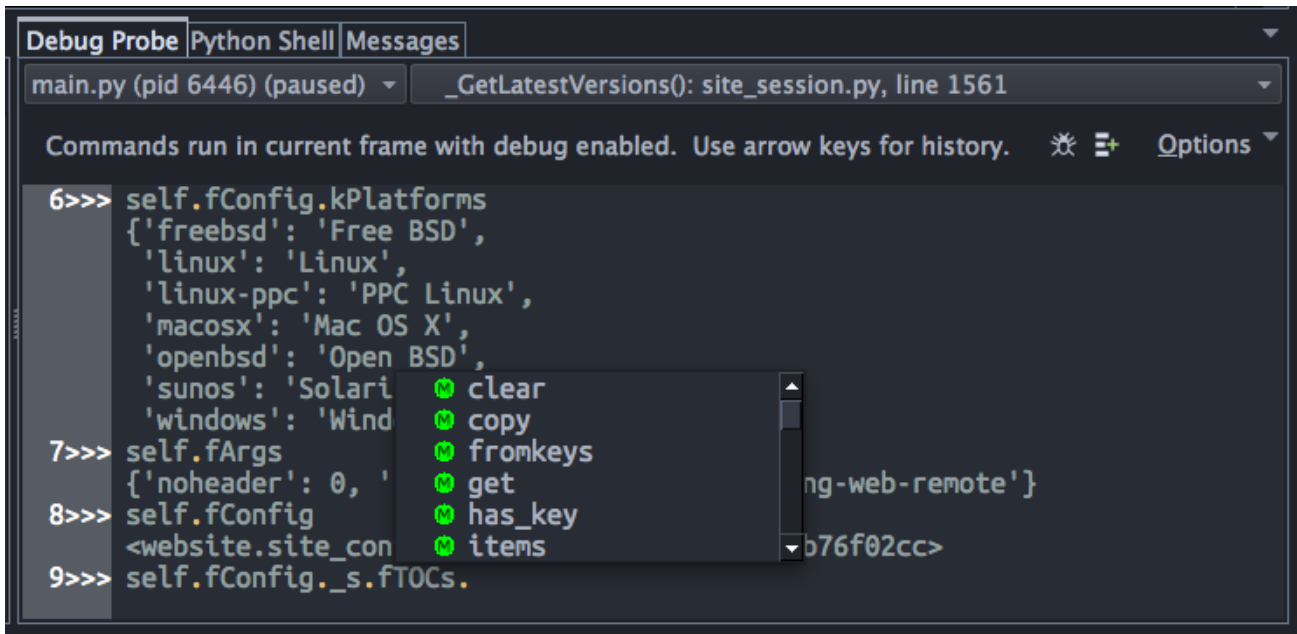 Debug Probe Python Shell Messages
main.py (pid 6446) (paused) _GetLatestVersions(): site_session.py, line 1561
Commands run in current frame with debug enabled. Use arrow keys for history. Options
6>>> self.fConfig.kPlatforms
{'freebsd': 'Free BSD',
'linux': 'Linux',
'linux-ppc': 'PPC Linux',
'macosx': 'Mac OS X',
'openbsd': 'Open BSD',
'sunos': 'Solari
'windows': 'Wind
7>>> self.fArgs
{'noheader': 0, ' ng-web-remote'}
8>>> self.fConfig
<website.site_con b76f02cc>
9>>> self.fConfig._s.fTOCs.
clear
copy
fromkeys
get
has_key
items